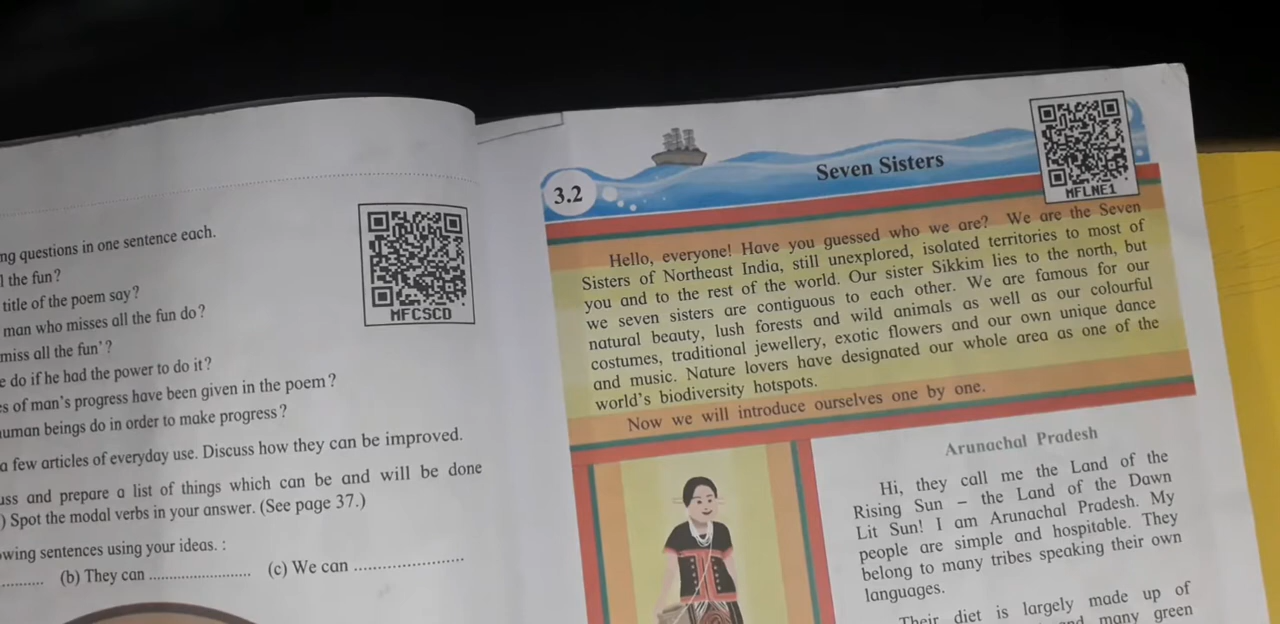 ng questions in one sentence each.
l the fun?
title of the poem say?
man who misses all the fun do?
miss all the fun'?
e do if he had the power to do it?
s of man's progress have been given in the poem?
uman beings do in order to make progress?
a few articles of everyday use. Discuss how they can be improved.
uss and prepare a list of things which can be and will be done
) Spot the modal verbs in your answer. (See page 37.)
owing sentences using your ideas. :
.......... (b) They can .......................... (c) We can ..........................
MFCSCD
3.2
Seven Sisters
MFLNE1
Hello, everyone! Have you guessed who we are? We are the Seven
Sisters of Northeast India, still unexplored, isolated territories to most of
you and to the rest of the world. Our sister Sikkim lies to the north, but
we seven sisters are contiguous to each other. We are famous for our
natural beauty, lush forests and wild animals as well as our colourful
costumes, traditional jewellery, exotic flowers and our own unique dance
and music. Nature lovers have designated our whole area as one of the
world's biodiversity hotspots.
Now we will introduce ourselves one by one.
Arunachal Pradesh
Hi, they call me the Land of the
Rising Sun – the Land of the Dawn
Lit Sun! I am Arunachal Pradesh. My
people are simple and hospitable. They
belong to many tribes speaking their own
languages.
Their diet is largely made up of
and many green